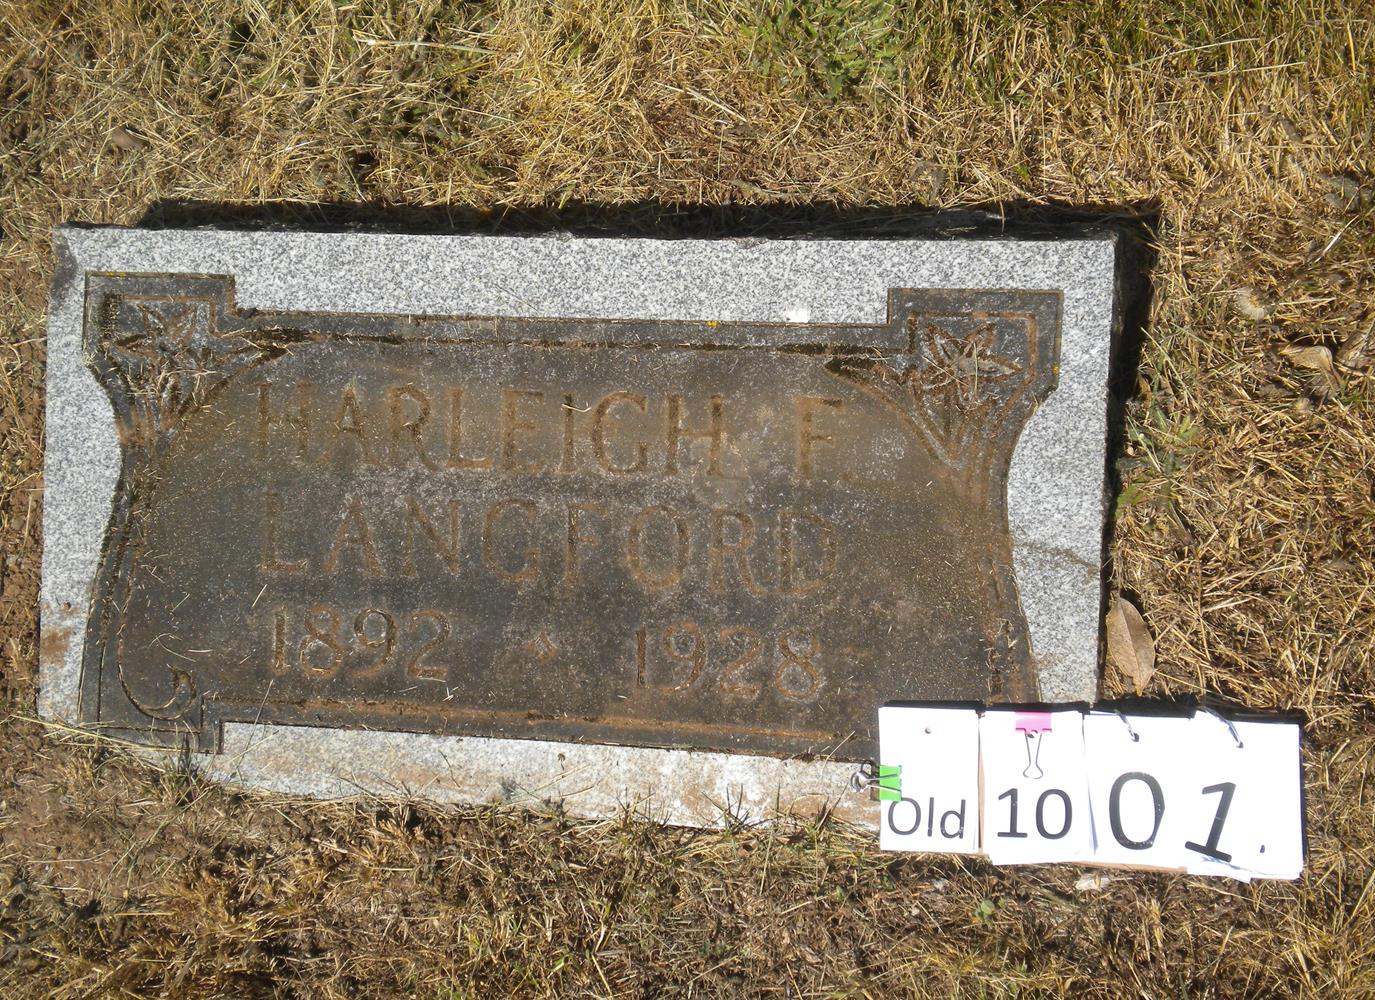 HARLEIGH F.
LANGFORD
1892 1928
Old 10 01.